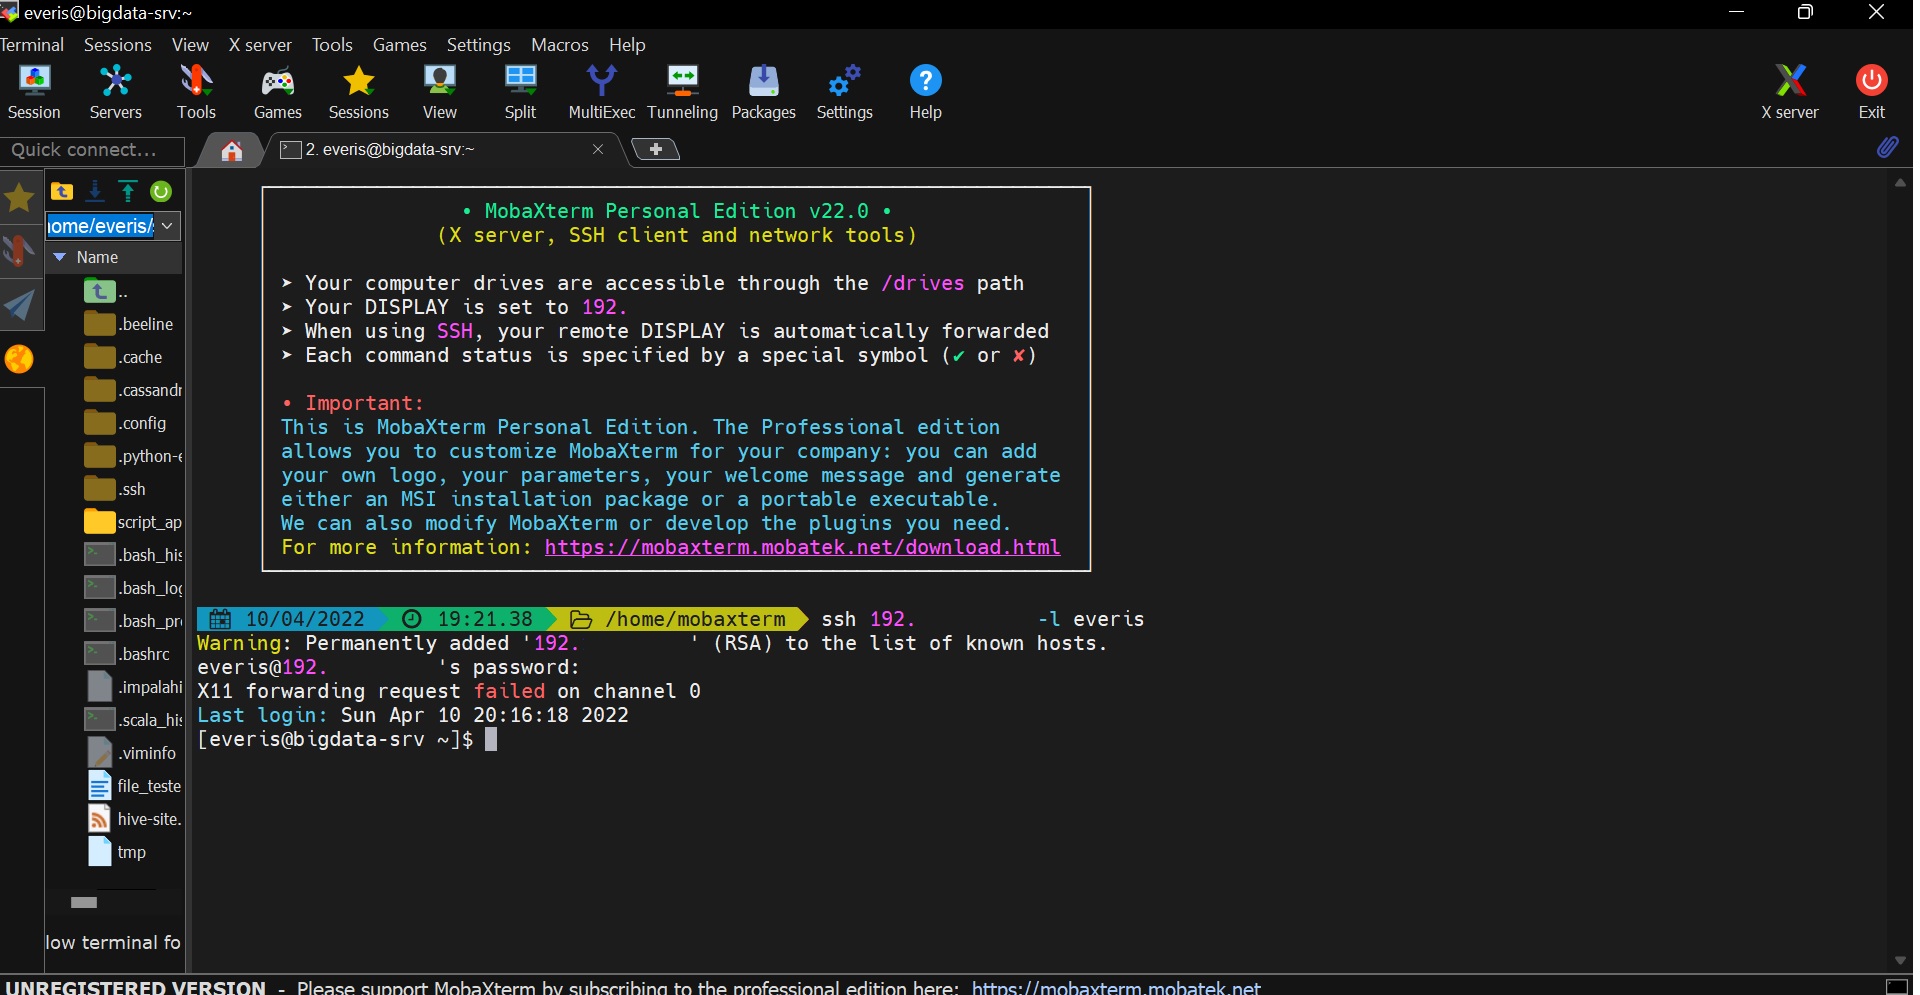 everis@bigdata-srv:~
Terminal Sessions View X server Tools Games Settings Macros Help
Session Servers Tools Games Sessions View Split MultiExec Tunneling Packages Settings Help X server Exit
Quick connect...
2. everis@bigdata-srv:~
home/everis/
Name
..
.beeline
.cache
.cassandr
.config
.python-e
.ssh
script_ap
.bash_his
.bash_log
.bash_pr
.bashrc
.impalahi
.scala_his
.viminfo
file_teste
hive-site.
tmp
low terminal fo
• MobaXterm Personal Edition v22.0 •
(X server, SSH client and network tools)
➤ Your computer drives are accessible through the /drives path
➤ Your DISPLAY is set to 192.
➤ When using SSH, your remote DISPLAY is automatically forwarded
➤ Each command status is specified by a special symbol (✔ or ✘)
• Important:
This is MobaXterm Personal Edition. The Professional edition
allows you to customize MobaXterm for your company: you can add
your own logo, your parameters, your welcome message and generate
either an MSI installation package or a portable executable.
We can also modify MobaXterm or develop the plugins you need.
For more information: https://mobaxterm.mobatek.net/download.html
10/04/2022 19:21.38 /home/mobaxterm ssh 192. -l everis
Warning: Permanently added '192. ' (RSA) to the list of known hosts.
everis@192. 's password:
X11 forwarding request failed on channel 0
Last login: Sun Apr 10 20:16:18 2022
[everis@bigdata-srv ~]$
UNREGISTERED VERSION - Please support MobaXterm by subscribing to the professional edition here: https://mobaxterm.mobatek.net